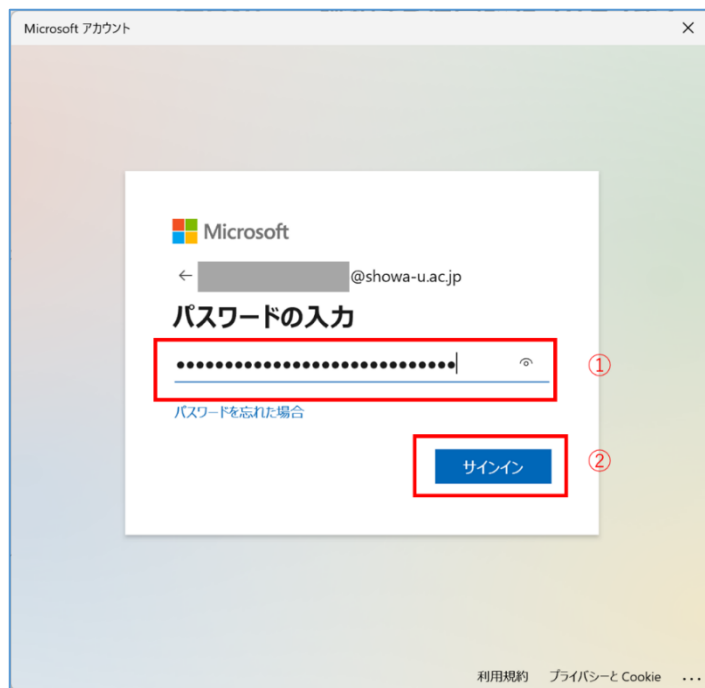 Microsoft アカウント
Microsoft
@showa-u.ac.jp
パスワードの入力
①
パスワードを忘れた場合
サインイン
②
利用規約 プライバシーと Cookie ...